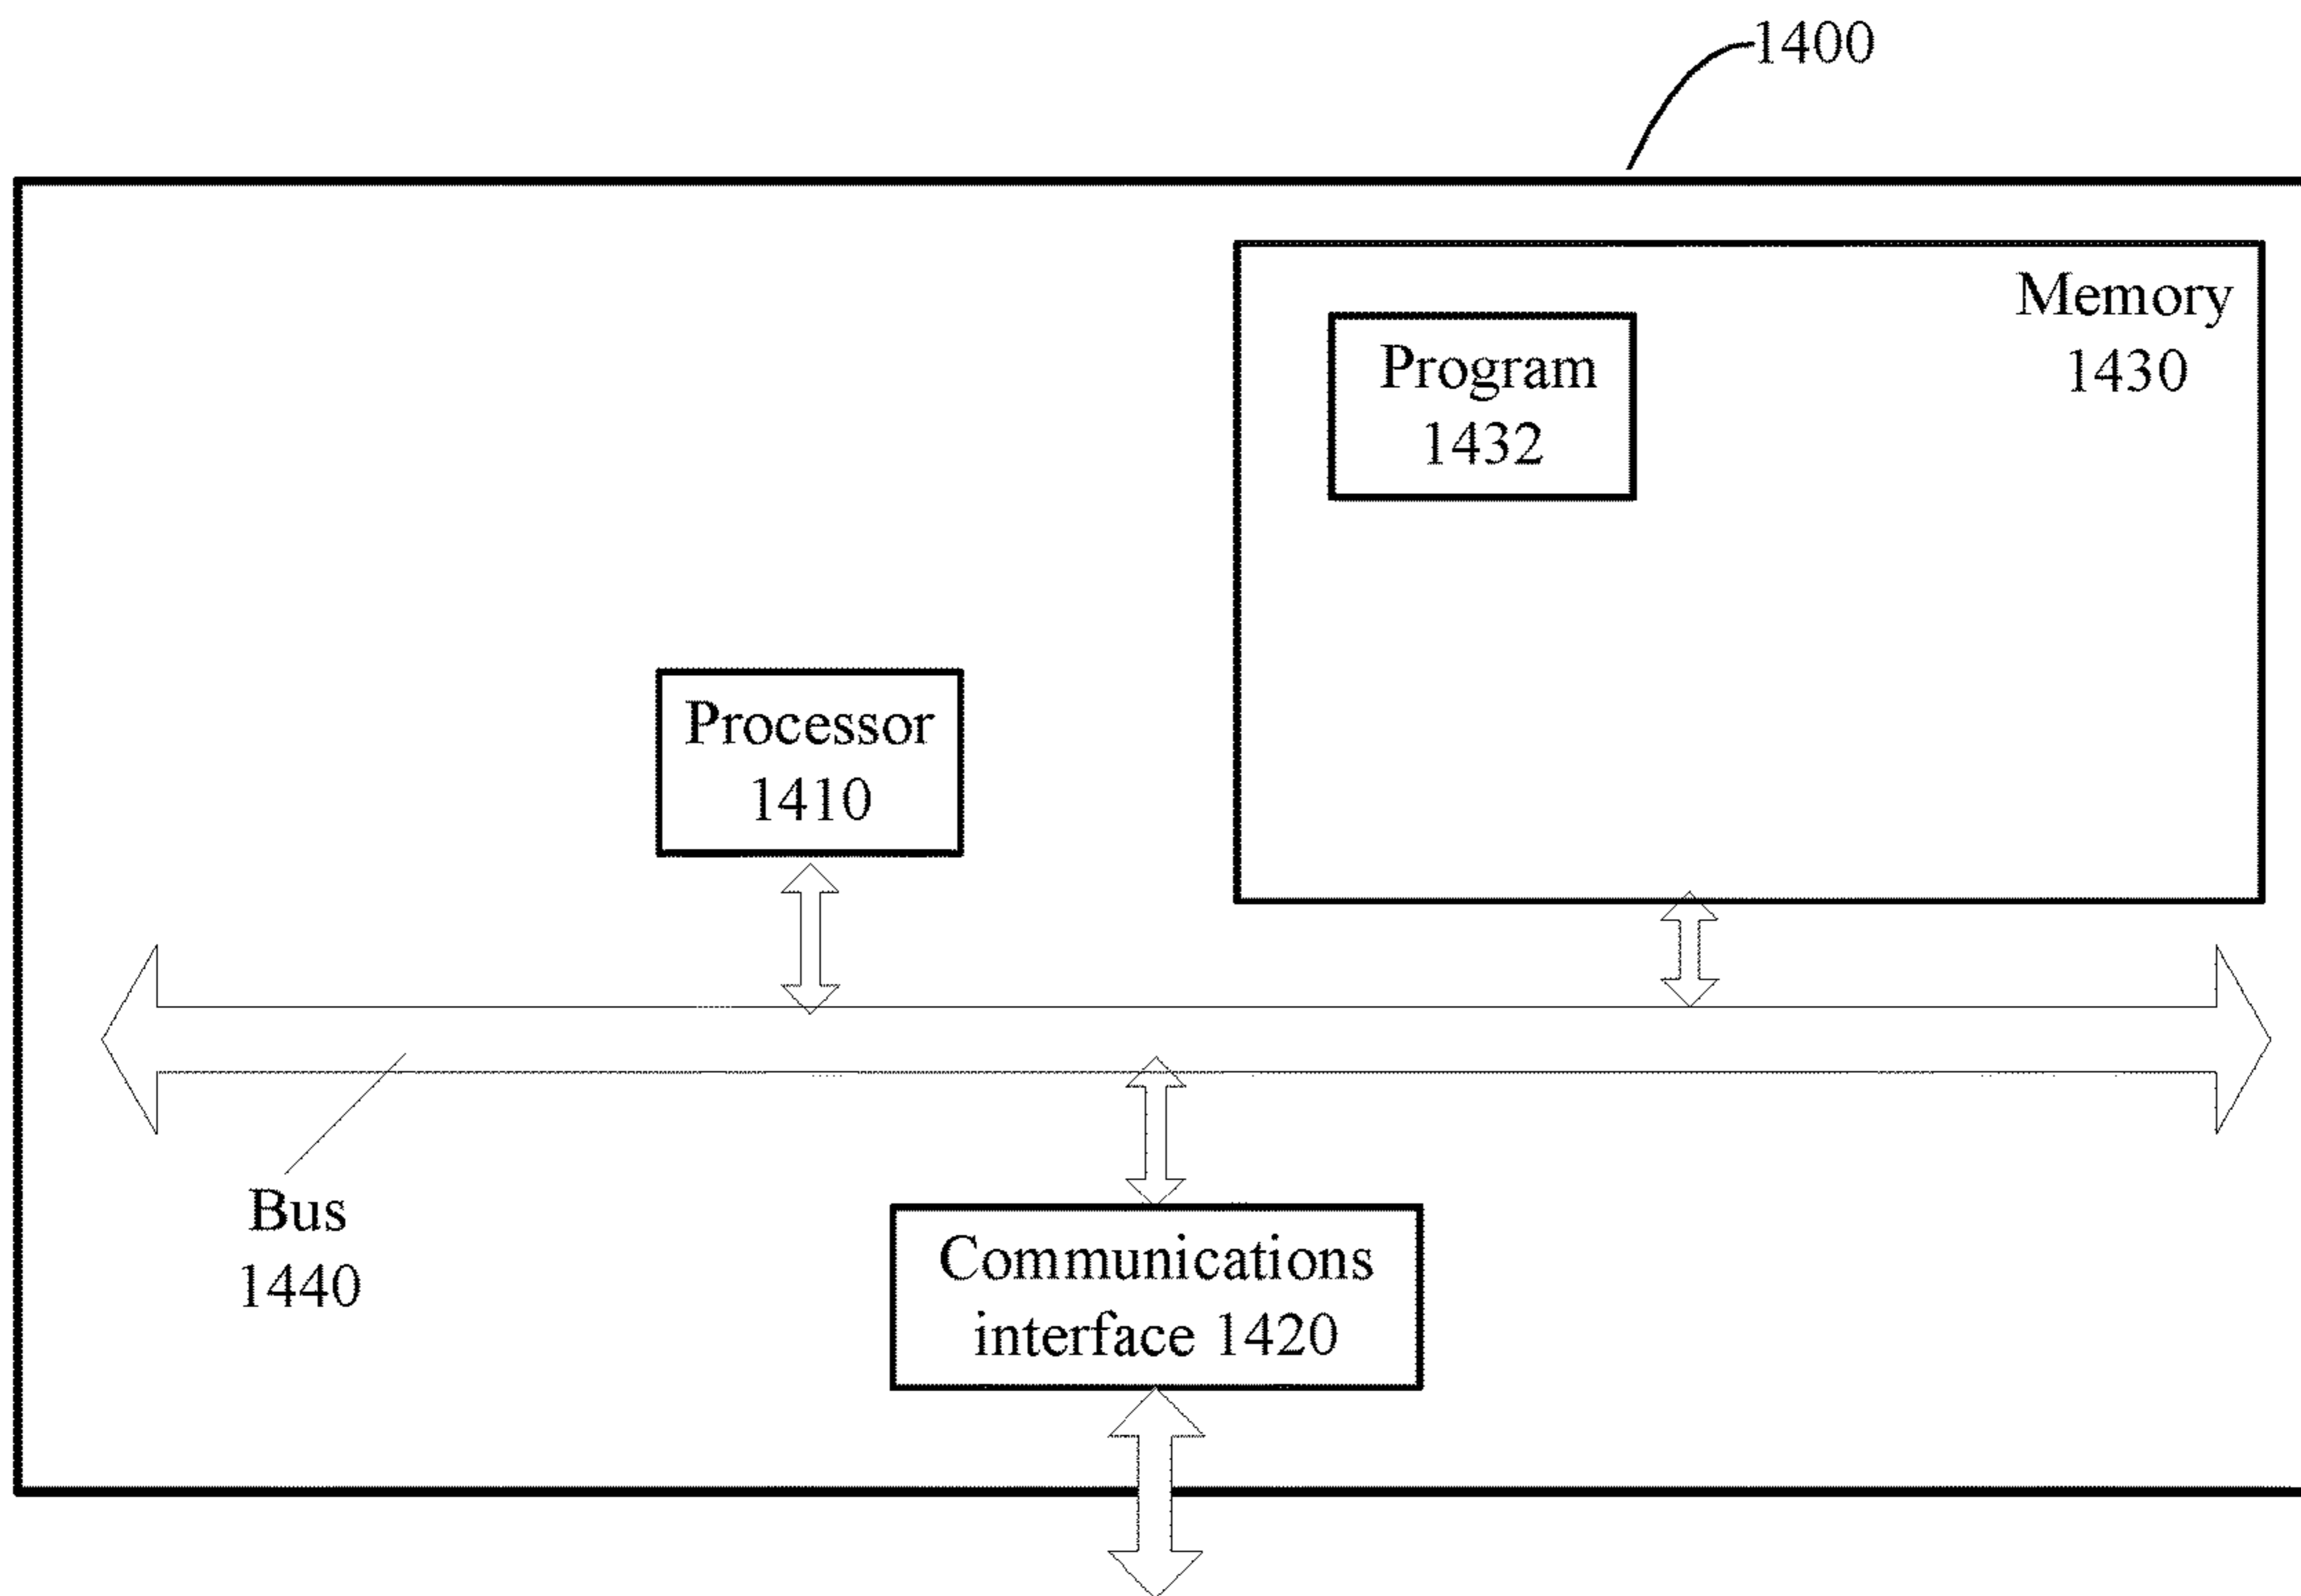 1400
Memory
1430
Program
1432
Processor
1410
Bus
1440
Communications
interface 1420